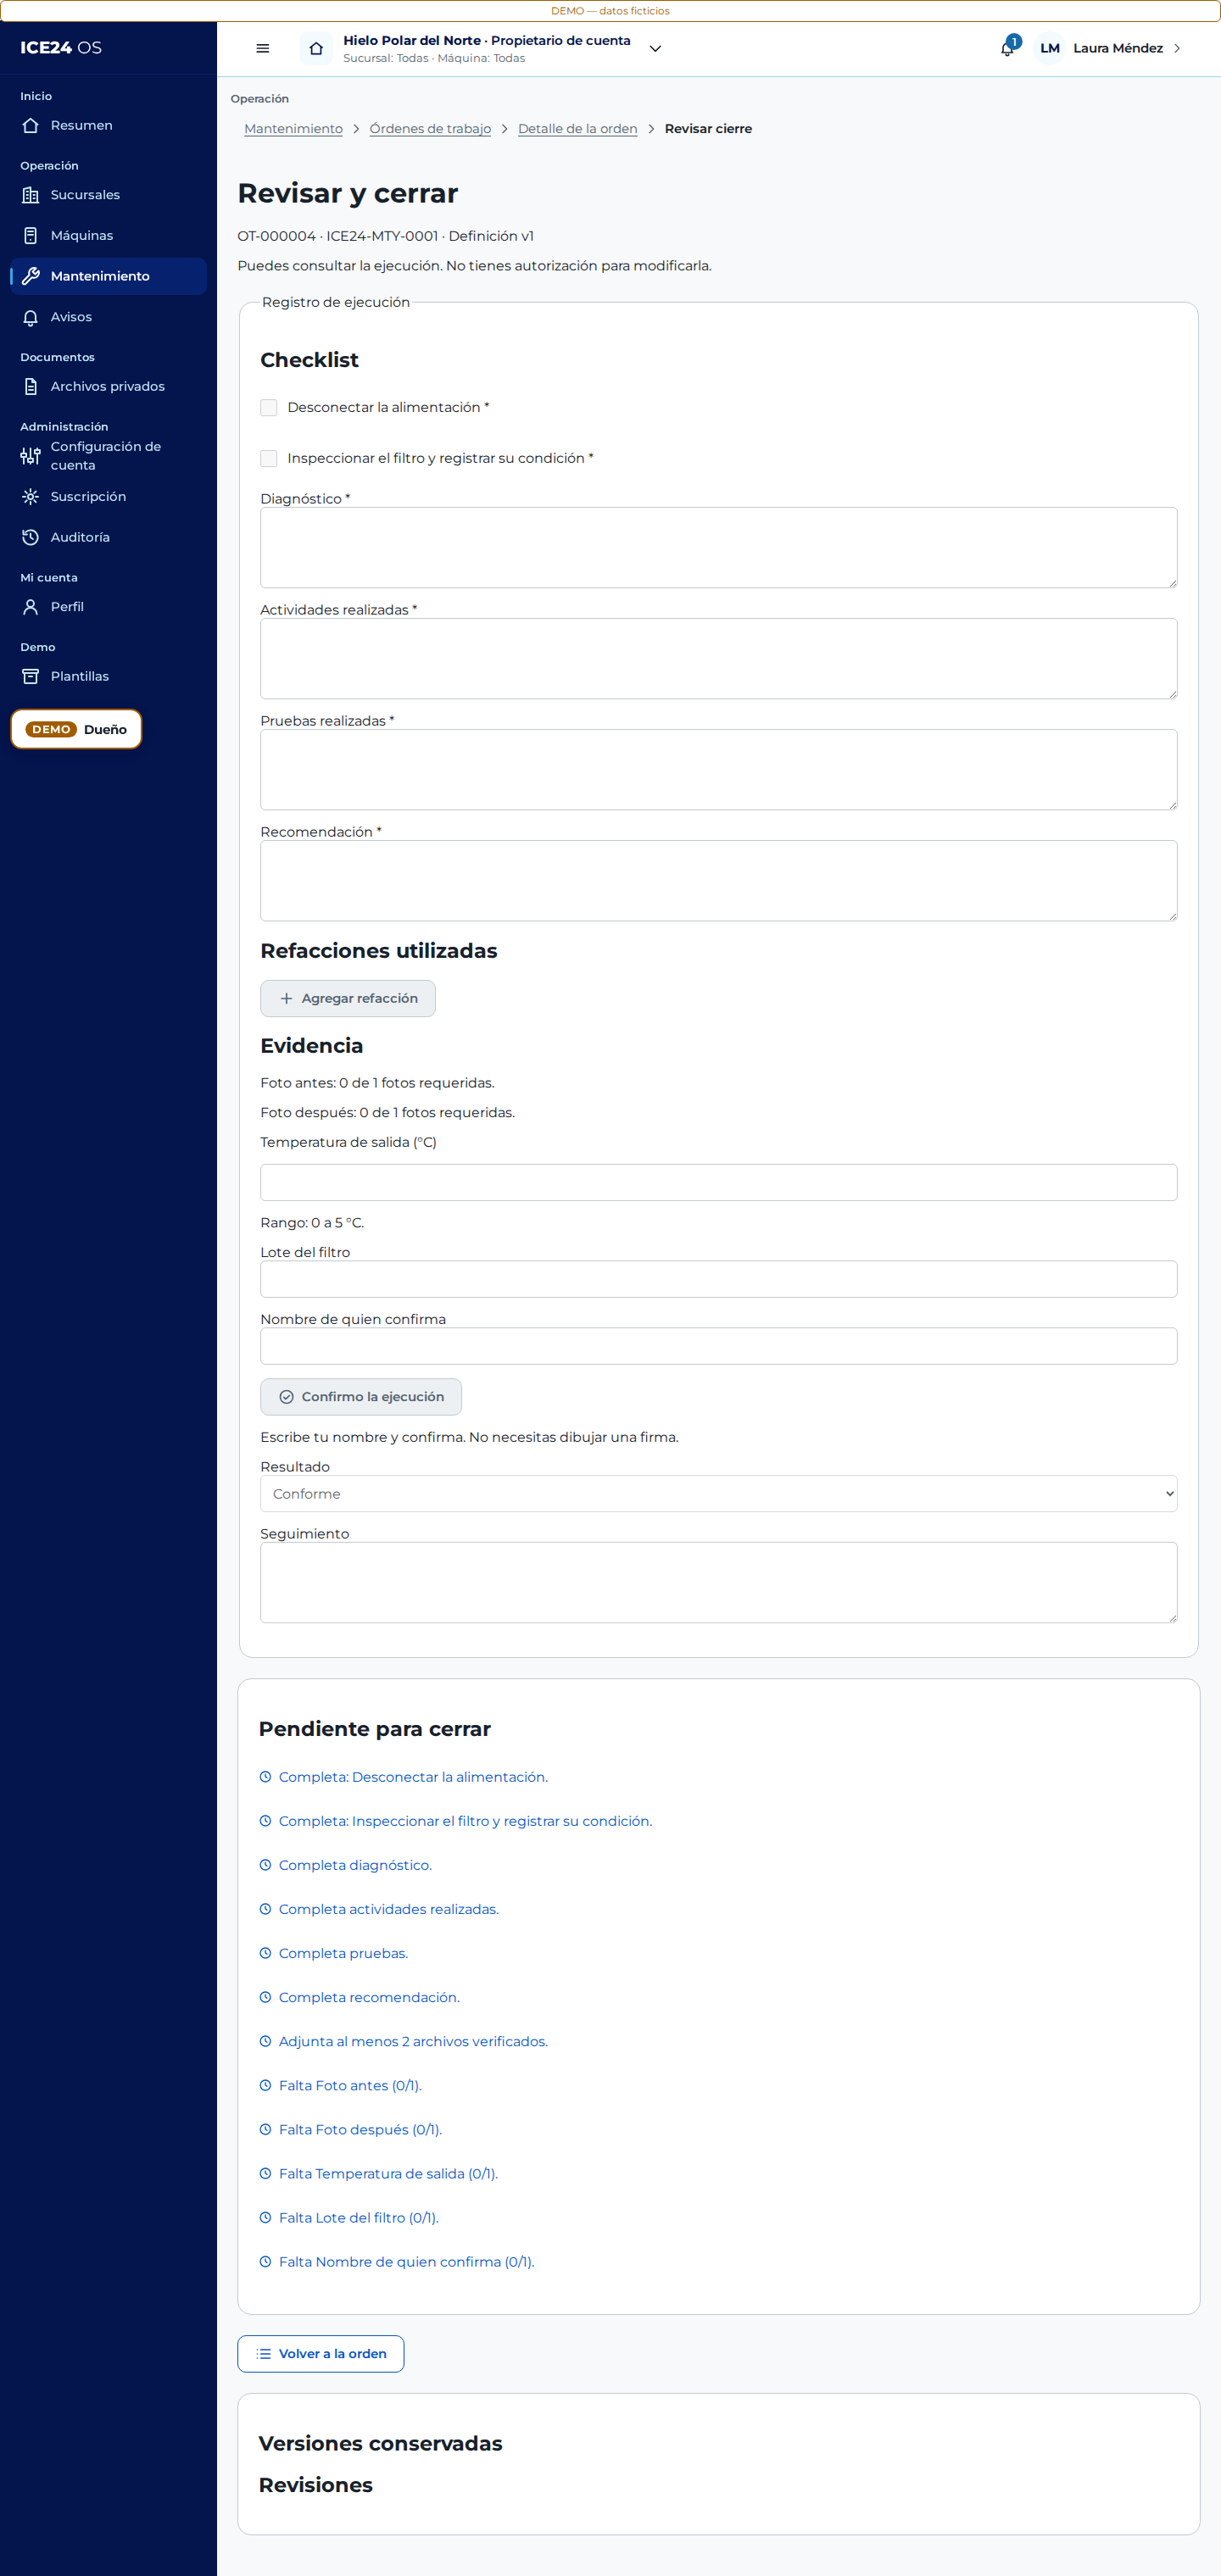 DEMO — datos ficticios
ICE24 OS
Inicio
Resumen
Operación
Sucursales
Máquinas
Mantenimiento
Avisos
Documentos
Archivos privados
Administración
Configuración de
cuenta
Suscripción
Auditoría
Mi cuenta
Perfil
Demo
Plantillas
DEMO Dueño
Hielo Polar del Norte · Propietario de cuenta
Sucursal: Todas · Máquina: Todas
1
LM Laura Méndez
Operación
Mantenimiento > Órdenes de trabajo > Detalle de la orden > Revisar cierre
Revisar y cerrar
OT-000004 · ICE24-MTY-0001 · Definición v1
Puedes consultar la ejecución. No tienes autorización para modificarla.
Registro de ejecución
Checklist
Desconectar la alimentación *
Inspeccionar el filtro y registrar su condición *
Diagnóstico *
Actividades realizadas *
Pruebas realizadas *
Recomendación *
Refacciones utilizadas
Agregar refacción
Evidencia
Foto antes: 0 de 1 fotos requeridas.
Foto después: 0 de 1 fotos requeridas.
Temperatura de salida (°C)
Rango: 0 a 5 °C.
Lote del filtro
Nombre de quien confirma
Confirmo la ejecución
Escribe tu nombre y confirma. No necesitas dibujar una firma.
Resultado
Conforme
Seguimiento
Pendiente para cerrar
Completa: Desconectar la alimentación.
Completa: Inspeccionar el filtro y registrar su condición.
Completa diagnóstico.
Completa actividades realizadas.
Completa pruebas.
Completa recomendación.
Adjunta al menos 2 archivos verificados.
Falta Foto antes (0/1).
Falta Foto después (0/1).
Falta Temperatura de salida (0/1).
Falta Lote del filtro (0/1).
Falta Nombre de quien confirma (0/1).
Volver a la orden
Versiones conservadas
Revisiones